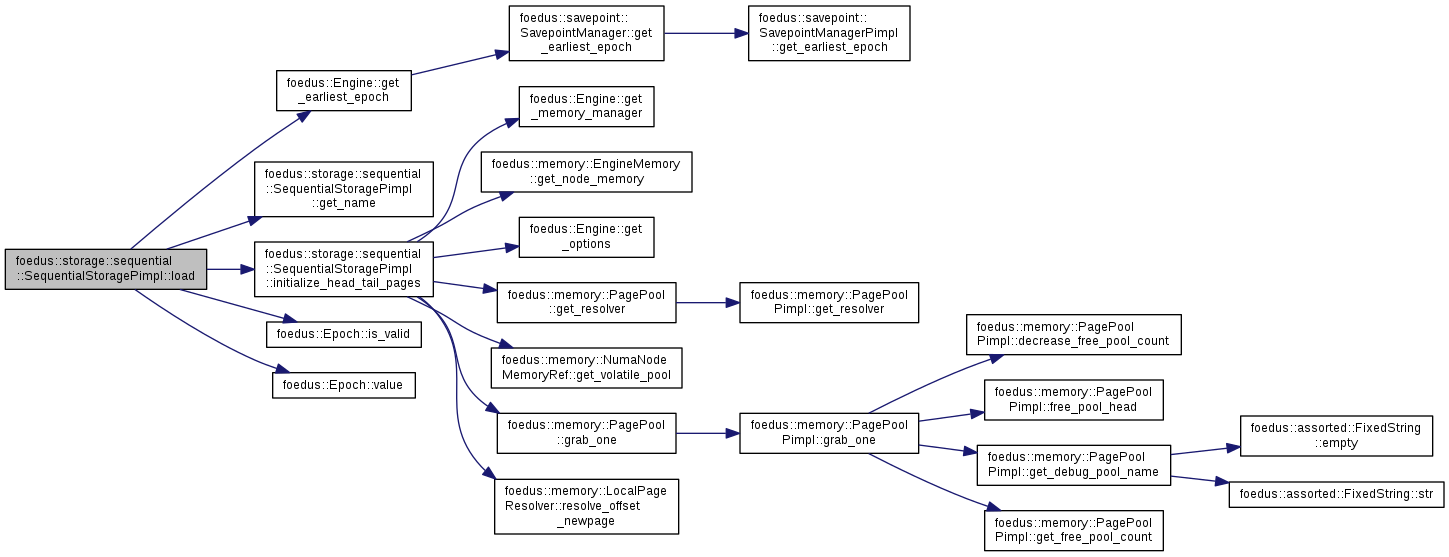 foedus::storage::sequential
::SequentialStoragePimpl::load
foedus::Engine::get
_earliest_epoch
foedus::savepoint::
SavepointManager::get
_earliest_epoch
foedus::savepoint::
SavepointManagerPimpl
::get_earliest_epoch
foedus::storage::sequential
::SequentialStoragePimpl
::get_name
foedus::storage::sequential
::SequentialStoragePimpl
::initialize_head_tail_pages
foedus::Epoch::is_valid
foedus::Epoch::value
foedus::Engine::get
_memory_manager
foedus::memory::EngineMemory
::get_node_memory
foedus::Engine::get
_options
foedus::memory::PagePool
::get_resolver
foedus::memory::PagePool
Pimpl::get_resolver
foedus::memory::NumaNode
MemoryRef::get_volatile_pool
foedus::memory::PagePool
::grab_one
foedus::memory::LocalPage
Resolver::resolve_offset
_newpage
foedus::memory::PagePool
Pimpl::grab_one
foedus::memory::PagePool
Pimpl::decrease_free_pool_count
foedus::memory::PagePool
Pimpl::free_pool_head
foedus::memory::PagePool
Pimpl::get_debug_pool_name
foedus::memory::PagePool
Pimpl::get_free_pool_count
foedus::assorted::FixedString
::empty
foedus::assorted::FixedString::str